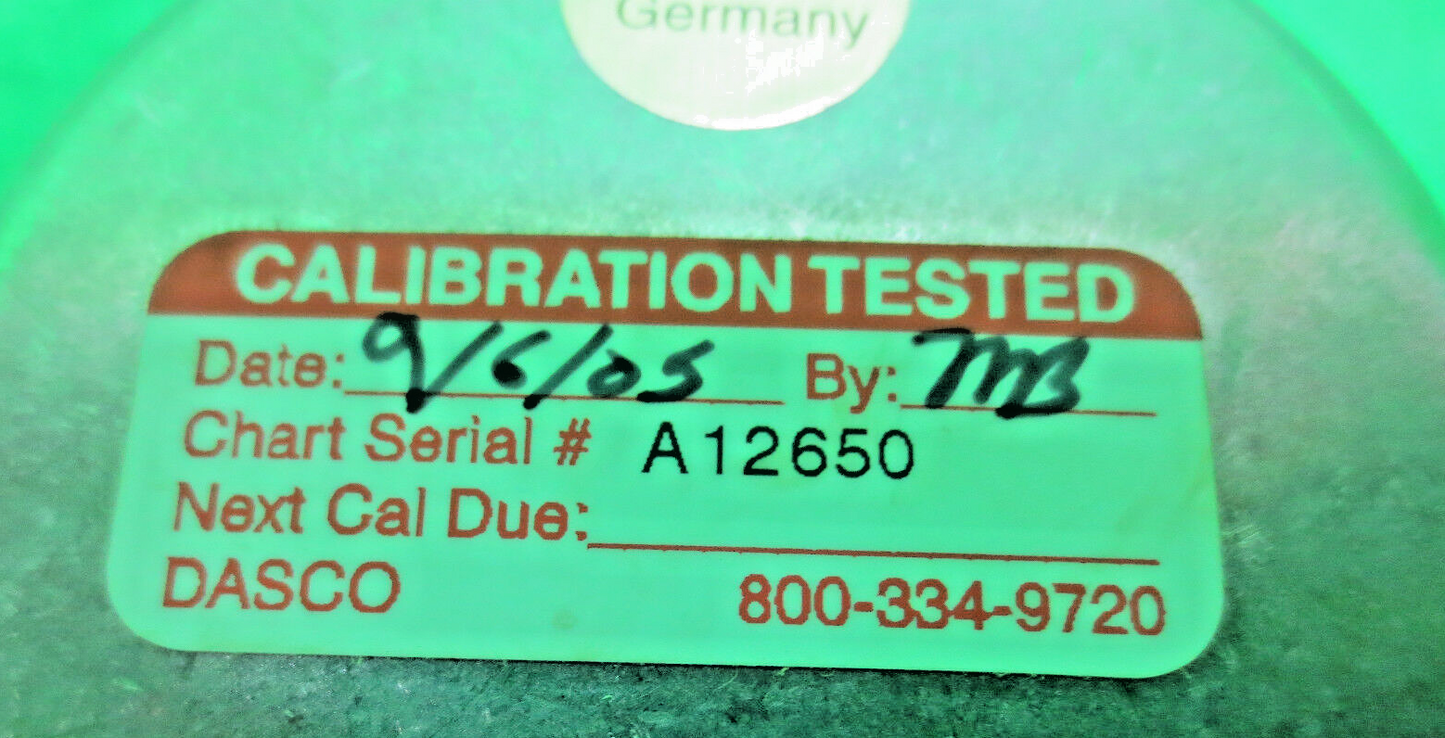 Germany
CALIBRATION TESTED
Date: 9/6/05 By: MB
Chart Serial # A12650
Next Cal Due:
DASCO 800-334-9720